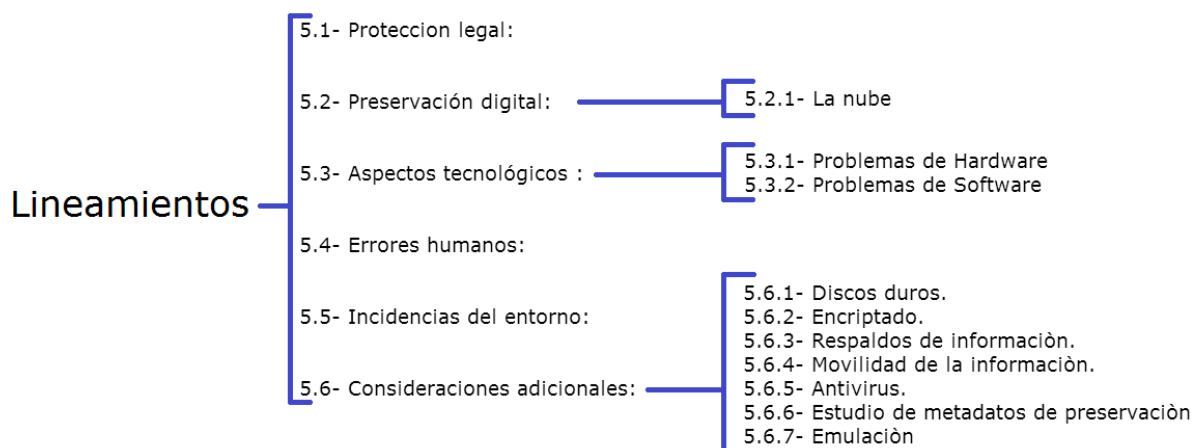 Lineamientos
5.1- Proteccion legal:
5.2- Preservación digital:
5.2.1- La nube
5.3- Aspectos tecnológicos :
5.3.1- Problemas de Hardware
5.3.2- Problemas de Software
5.4- Errores humanos:
5.5- Incidencias del entorno:
5.6- Consideraciones adicionales:
5.6.1- Discos duros.
5.6.2- Encriptado.
5.6.3- Respaldos de informaciòn.
5.6.4- Movilidad de la informaciòn.
5.6.5- Antivirus.
5.6.6- Estudio de metadatos de preservaciòn
5.6.7- Emulaciòn